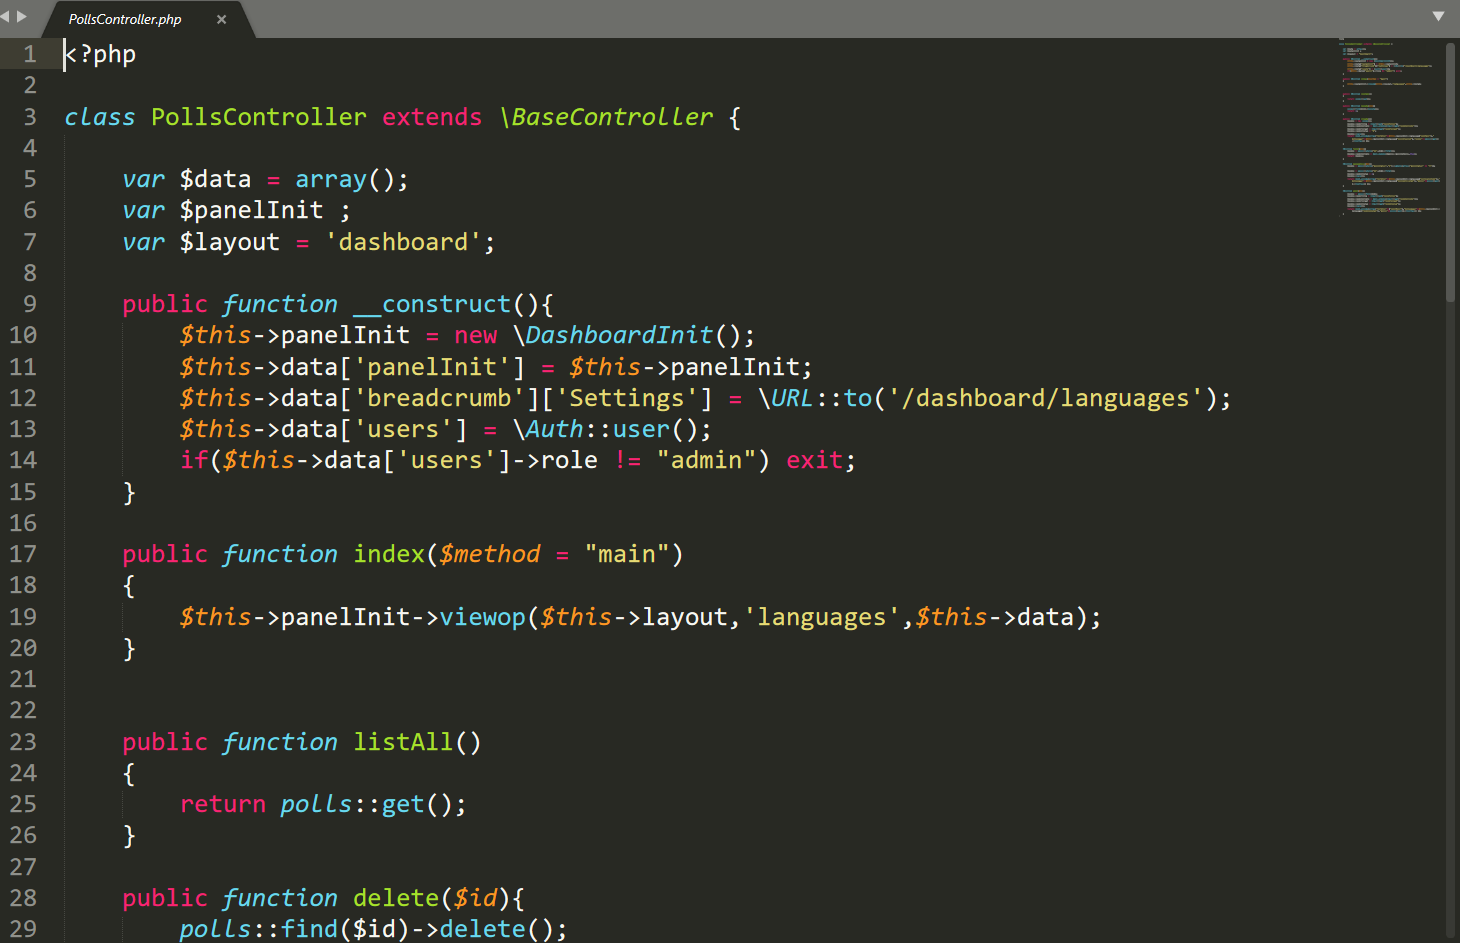 PollsController.php ×
1 <?php
2
3 class PollsController extends \BaseController {
4
5 var $data = array();
6 var $panelInit ;
7 var $layout = 'dashboard';
8
9 public function __construct(){
10 $this->panelInit = new \DashboardInit();
11 $this->data['panelInit'] = $this->panelInit;
12 $this->data['breadcrumb']['Settings'] = \URL::to('/dashboard/languages');
13 $this->data['users'] = \Auth::user();
14 if($this->data['users']->role != "admin") exit;
15 }
16
17 public function index($method = "main")
18 {
19 $this->panelInit->viewop($this->layout,'languages',$this->data);
20 }
21
22
23 public function listAll()
24 {
25 return polls::get();
26 }
27
28 public function delete($id){
29 polls::find($id)->delete();